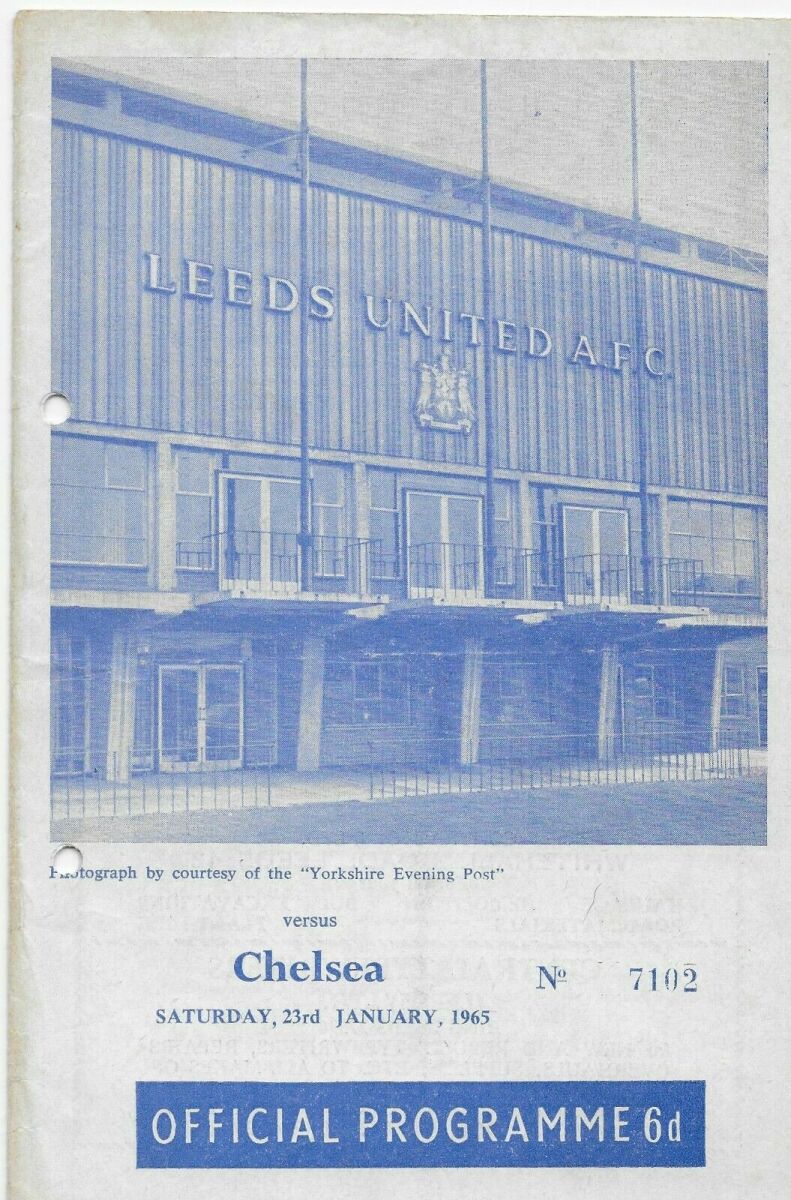 LEEDS UNITED A.F.C.
Photograph by courtesy of the "Yorkshire Evening Post"
versus
Chelsea
Nº 7102
SATURDAY, 23rd JANUARY, 1965
OFFICIAL PROGRAMME 6d